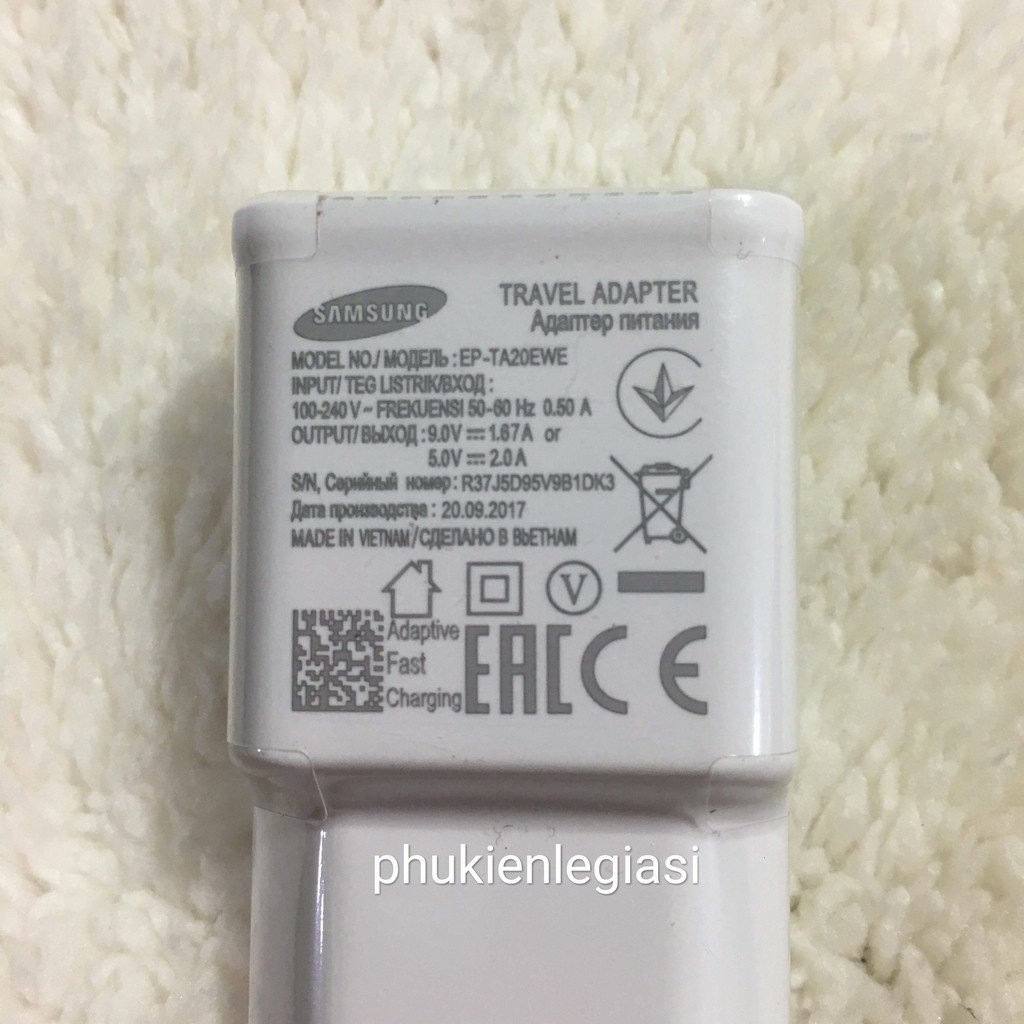 SAMSUNG
TRAVEL ADAPTER
Адаптер питания
MODEL NO./ МОДЕЛЬ : EP-TA20EWE
INPUT/ TEG LISTRIK/ВХОД :
100-240 V ~ FREKUENSI 50-60 Hz 0.50 A
OUTPUT/ ВЫХОД : 9.0V ⎓ 1.67 A or
5.0V ⎓ 2.0 A
S/N, Серийный номер : R37J5D95V9B1DK3
Дата производства : 20.09.2017
MADE IN VIETNAM/СДЕЛАНО В ВЬЕТНАМ
V
Adaptive
Fast
Charging
EAC
CE
phukienlegiasi